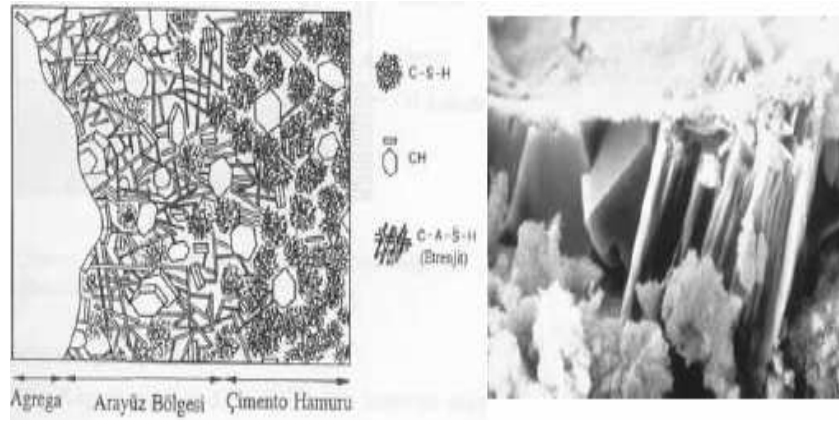 C-S-H
CH
C-A-S̄-H
(Etrenjit)
Agrega
Arayüz Bölgesi
Çimento Hamuru